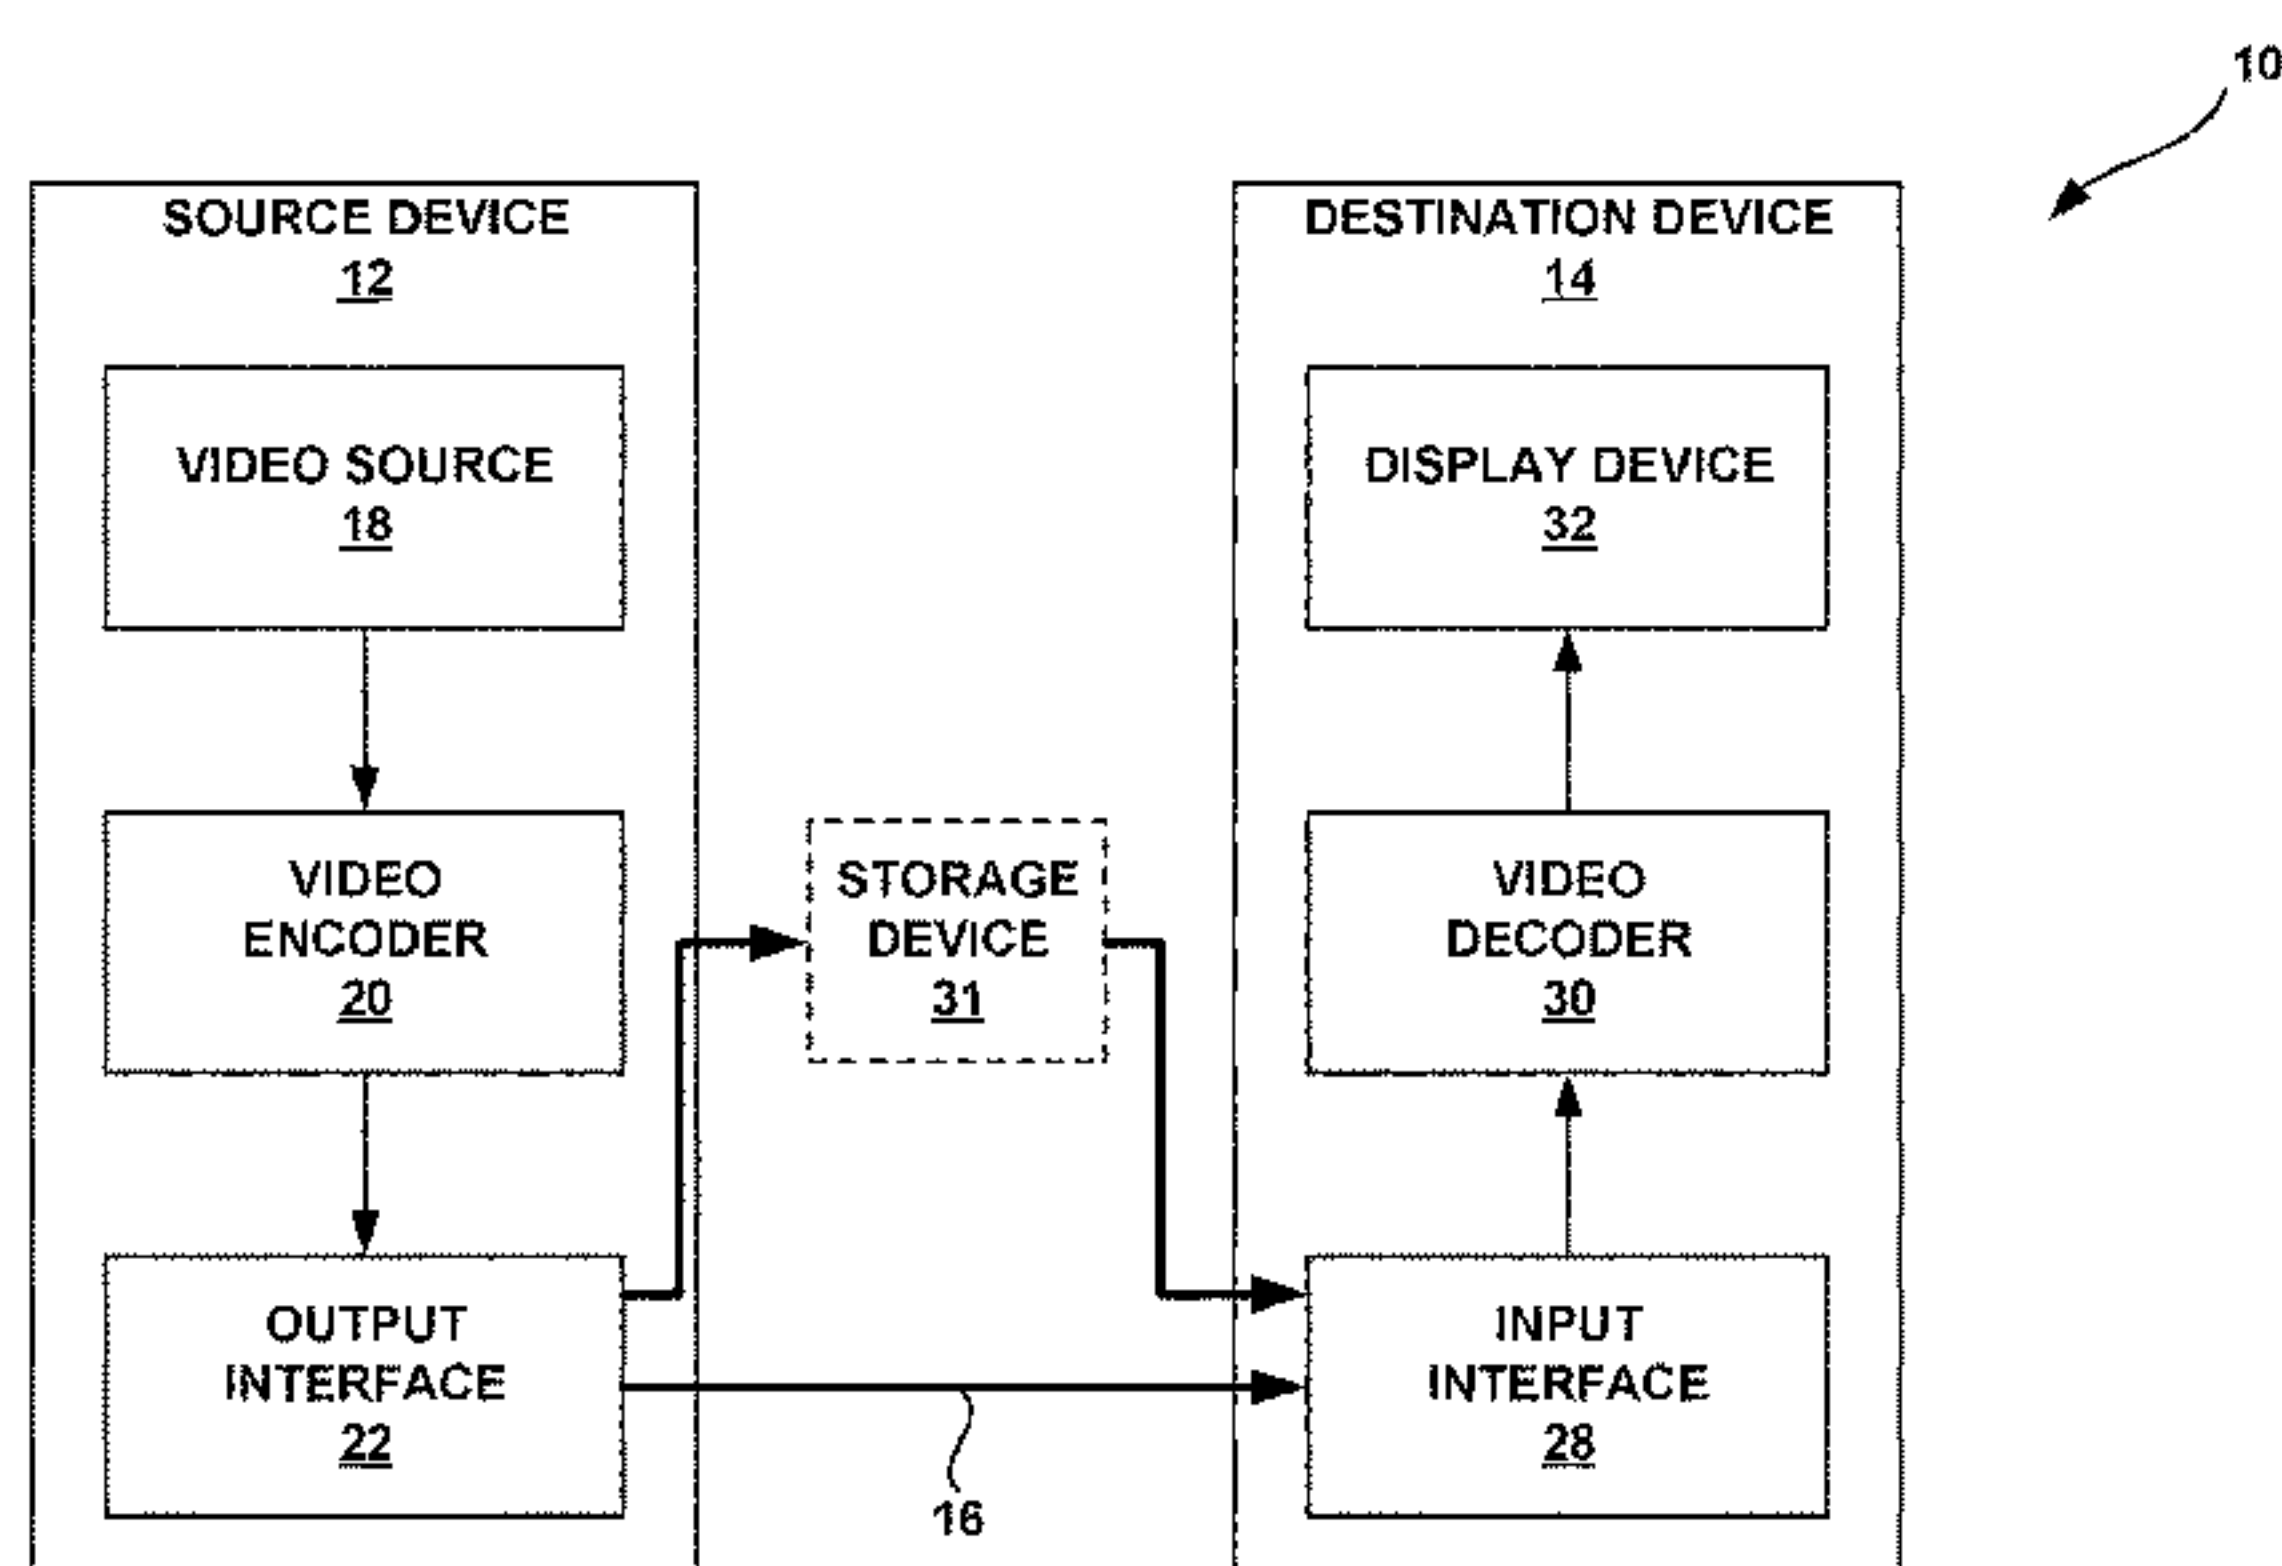 10
SOURCE DEVICE
12
VIDEO SOURCE
18
VIDEO
ENCODER
20
OUTPUT
INTERFACE
22
STORAGE
DEVICE
31
16
DESTINATION DEVICE
14
DISPLAY DEVICE
32
VIDEO
DECODER
30
INPUT
INTERFACE
28